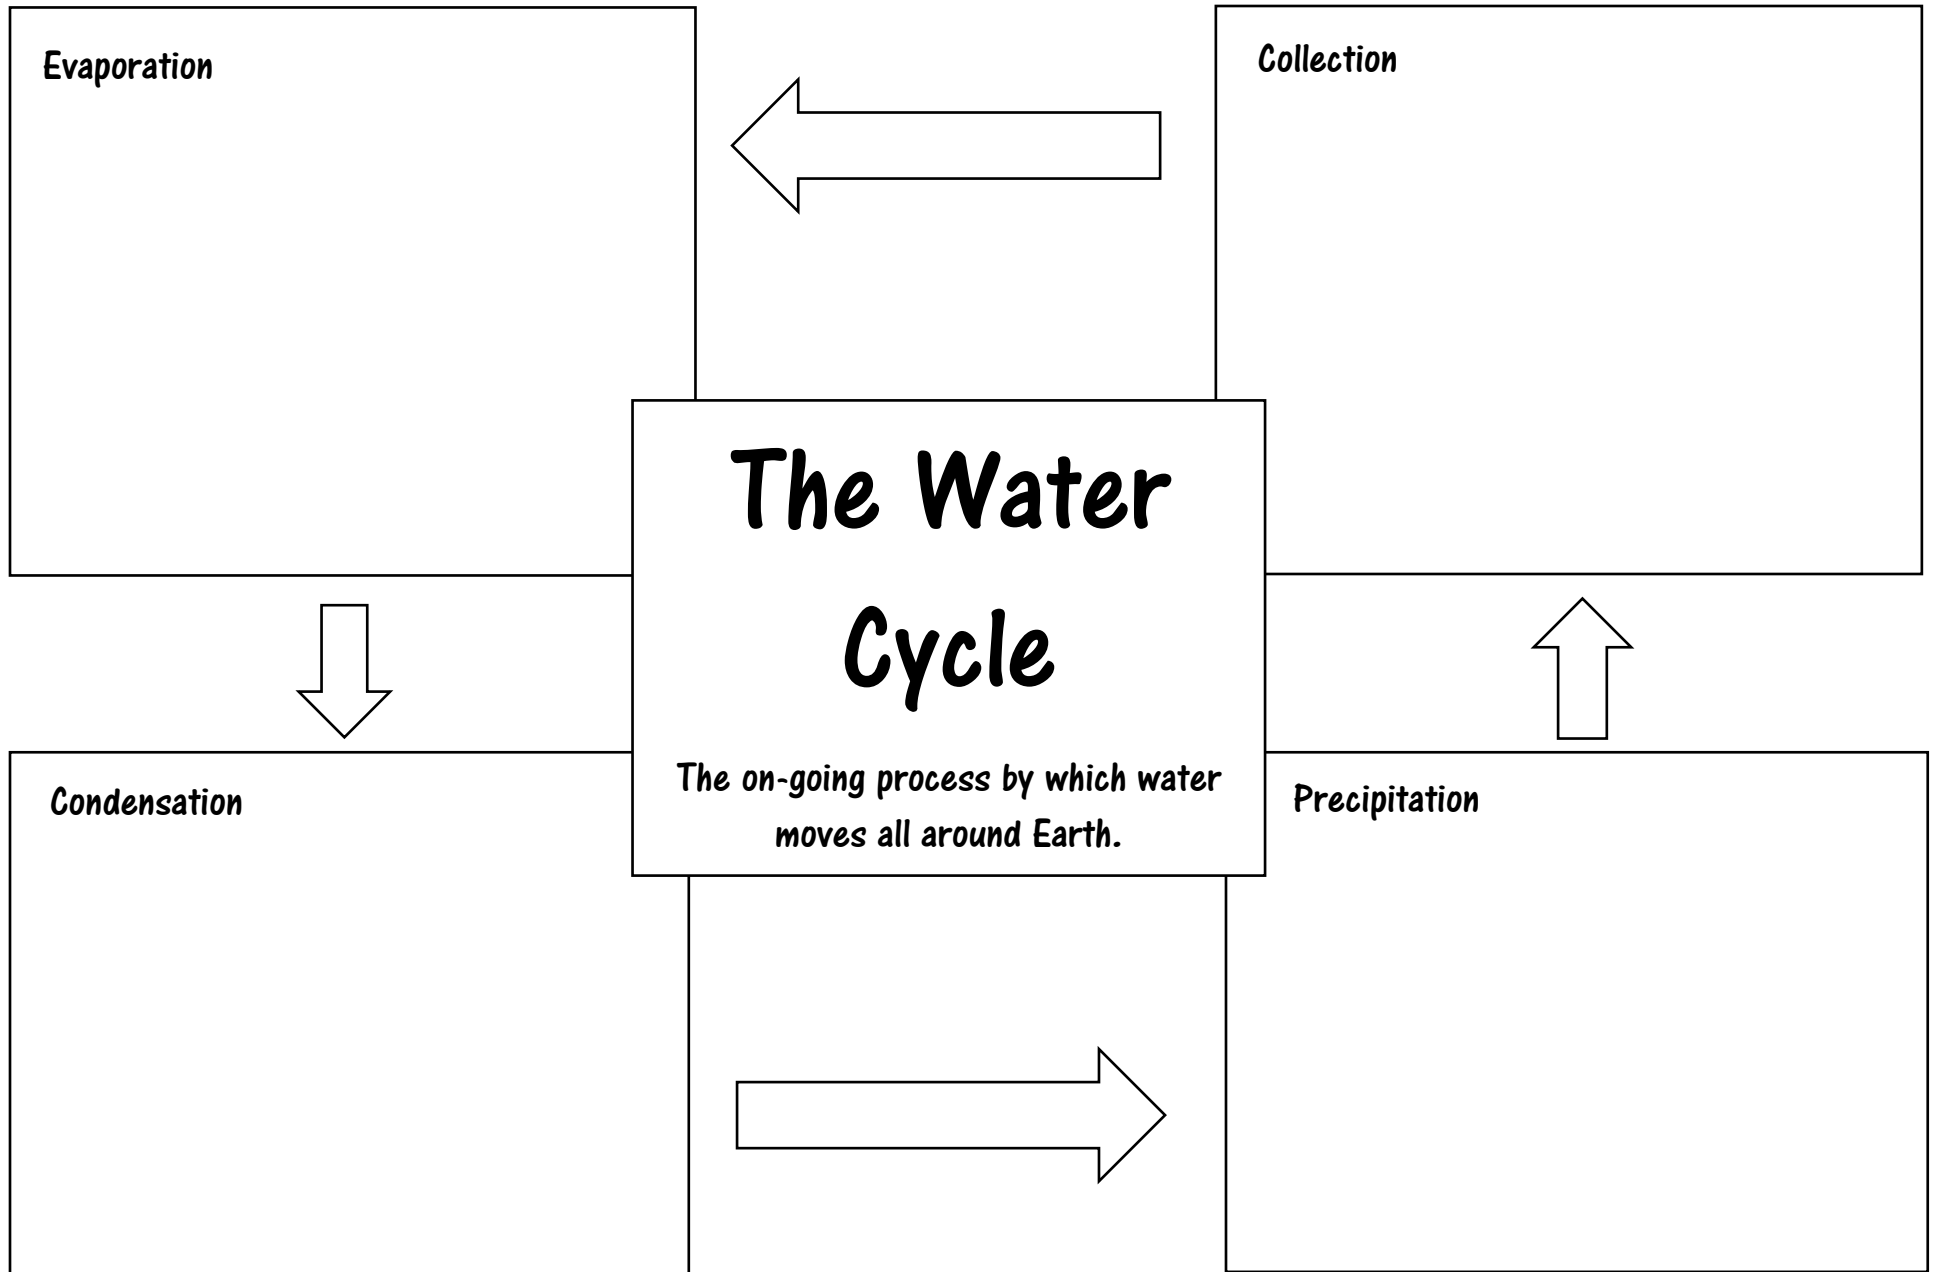 Evaporation
Collection
The Water
Cycle
The on-going process by which water
moves all around Earth.
Condensation
Precipitation